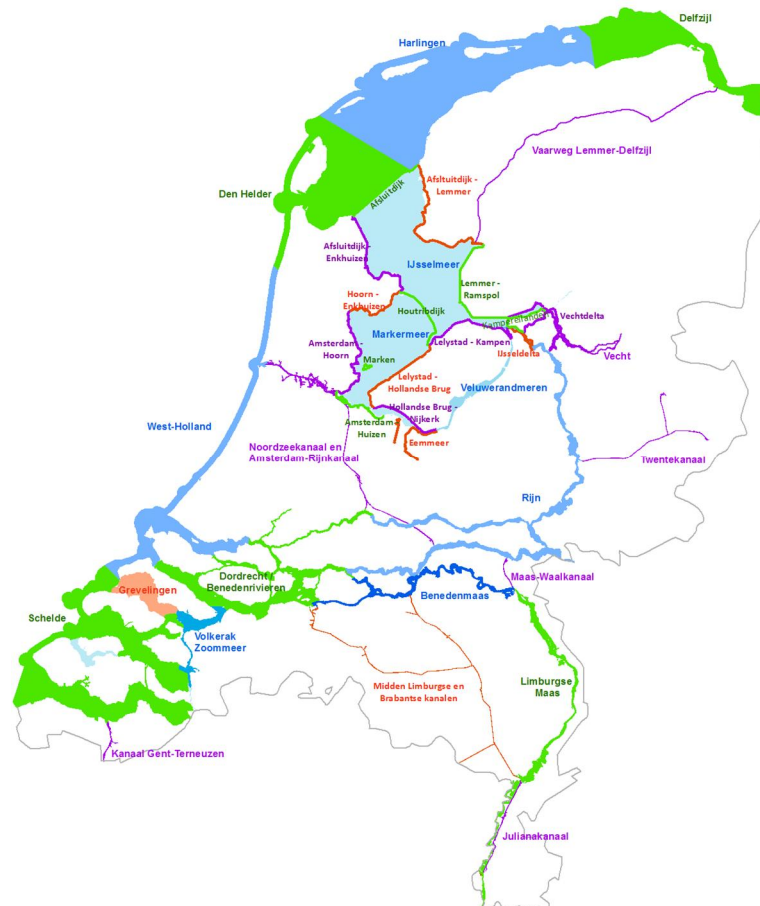 Delfzijl
Harlingen
Vaarweg Lemmer-Delfzijl
Afsltuitdijk -
Lemmer
Afsluitdijk
Den Helder
Afsluitdijk -
Enkhuizen
IJsselmeer
Lemmer -
Ramspol
Hoorn -
Enkhuizen
Houtribdijk
Kampereilanden
Vechtdelta
Markermeer
Amsterdam -
Hoorn
Lelystad - Kampen
IJsseldelta
Vecht
Marken
Lelystad -
Hollandse Brug
Veluwerandmeren
Hollandse Brug -
Nijkerk
Amsterdam-
Huizen
West-Holland
Eemmeer
Noordzeekanaal en
Amsterdam-Rijnkanaal
Twentekanaal
Rijn
Maas-Waalkanaal
Dordrecht /
Benedenrivieren
Grevelingen
Benedenmaas
Schelde
Volkerak
Zoommeer
Midden Limburgse en
Brabantse kanalen
Limburgse
Maas
Kanaal Gent-Terneuzen
Julianakanaal